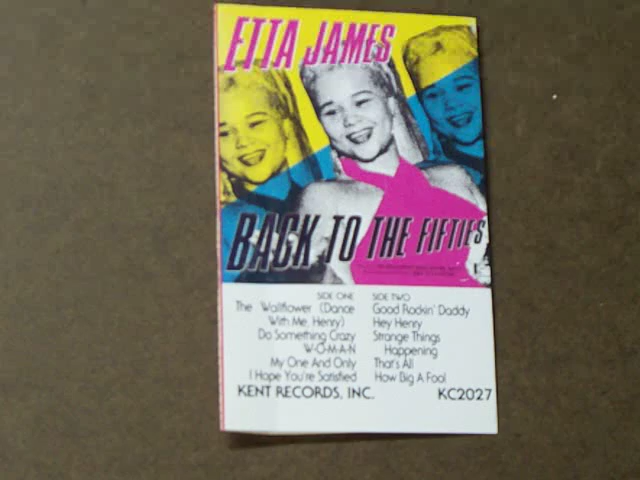 ETTA JAMES
BACK TO THE FIFTIES
SIDE ONE
The Wallflower (Dance
With Me, Henry)
Do Something Crazy
W-O-M-A-N
My One And Only
I Hope You're Satisfied
SIDE TWO
Good Rockin' Daddy
Hey Henry
Strange Things
Happening
That's All
How Big A Fool
KENT RECORDS, INC.
KC2027